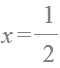 x = 1/2